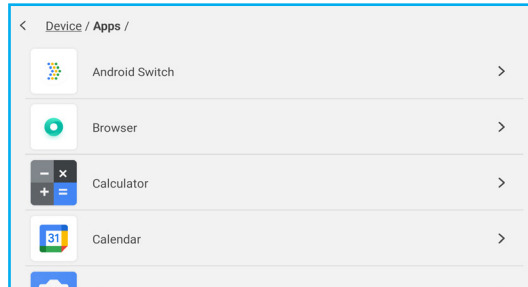 Device / Apps /
Android Switch
Browser
Calculator
31
Calendar